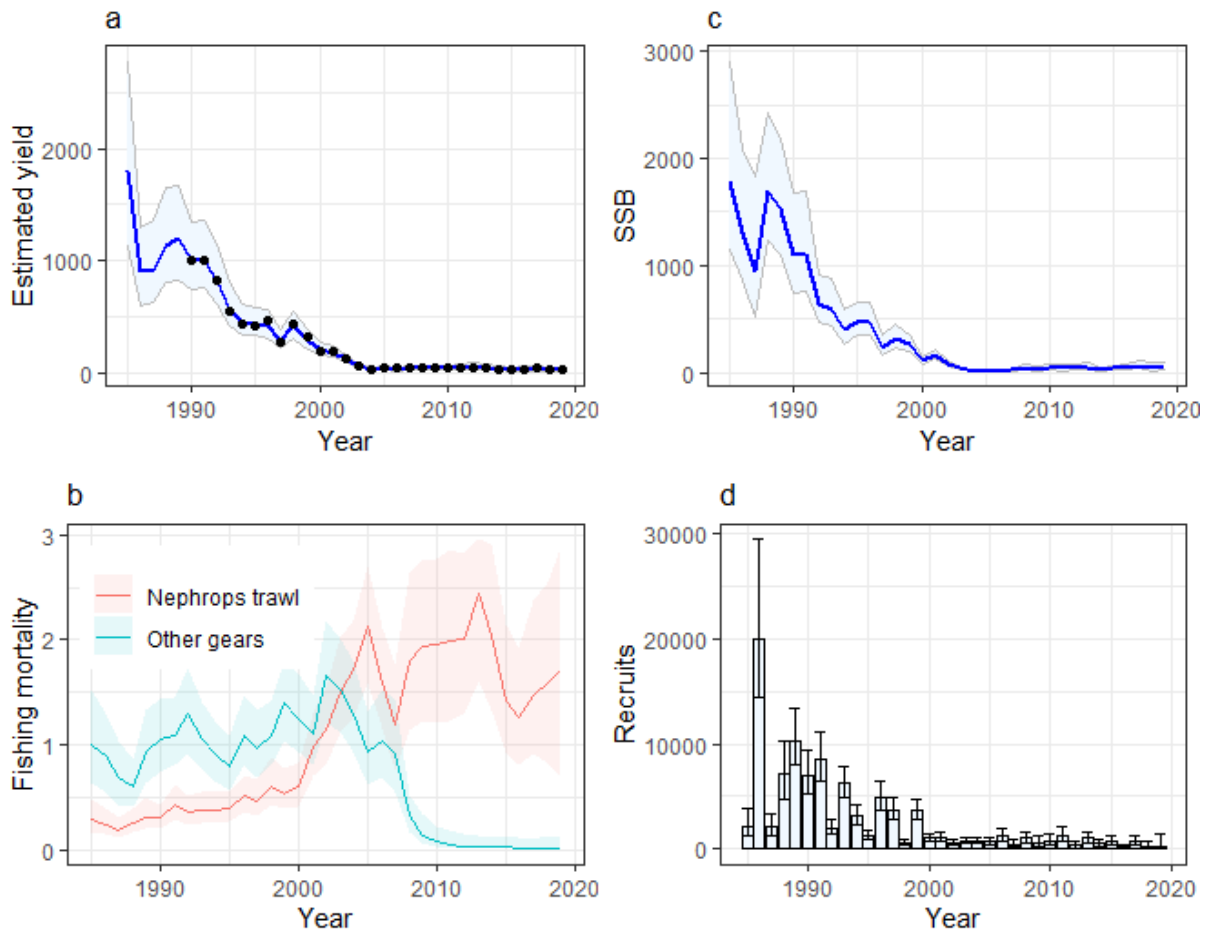 a
Estimated yield
2000
1000
0
1990
2000
2010
2020
Year
c
SSB
3000
2000
1000
0
1990
2000
2010
2020
Year
b
Fishing mortality
3
2
1
0
Nephrops trawl
Other gears
1990
2000
2010
2020
Year
d
Recruits
30000
20000
10000
0
1990
2000
2010
2020
Year